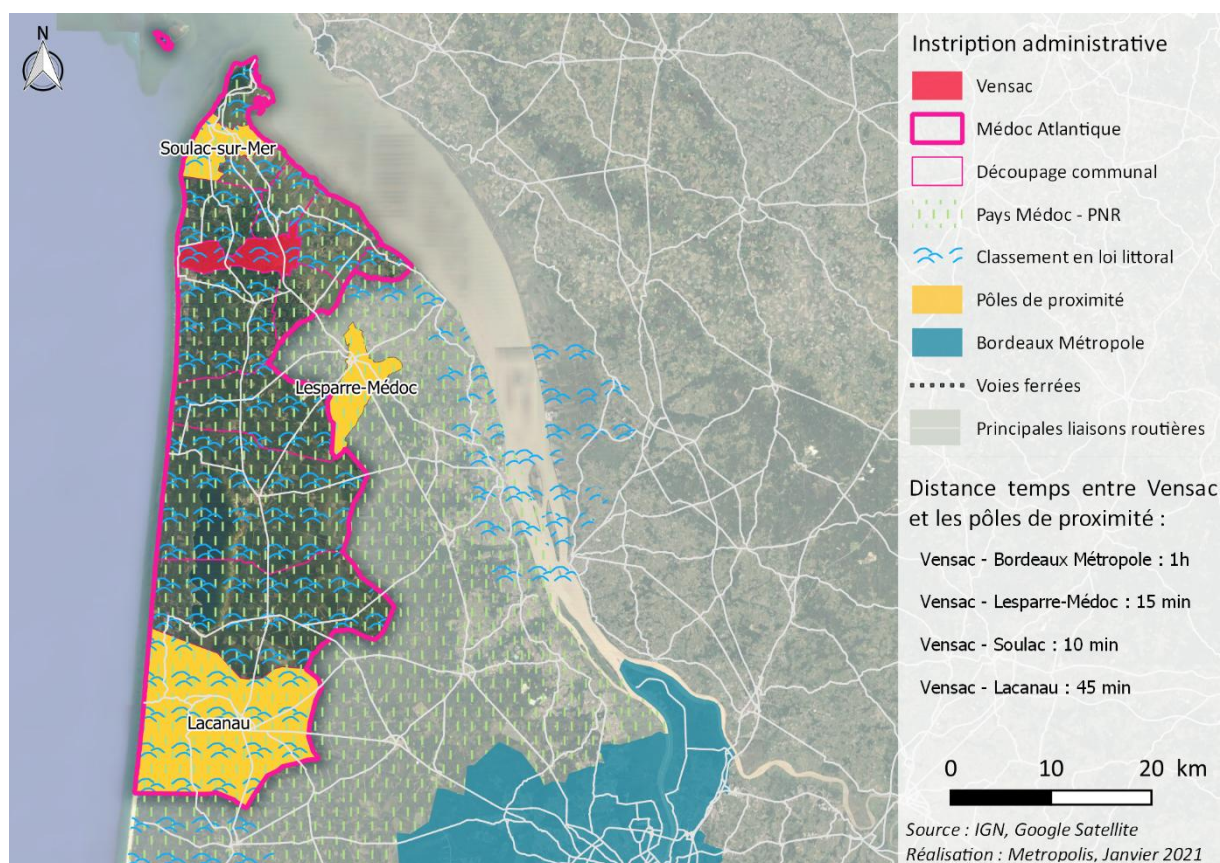 N
Soulac-sur-Mer
Lesparre-Médoc
Lacanau
Instription administrative
Vensac
Médoc Atlantique
Découpage communal
Pays Médoc - PNR
Classement en loi littoral
Pôles de proximité
Bordeaux Métropole
Voies ferrées
Principales liaisons routières
Distance temps entre Vensac
et les pôles de proximité :
Vensac - Bordeaux Métropole : 1h
Vensac - Lesparre-Médoc : 15 min
Vensac - Soulac : 10 min
Vensac - Lacanau : 45 min
0 10 20 km
Source : IGN, Google Satellite
Réalisation : Metropolis, Janvier 2021